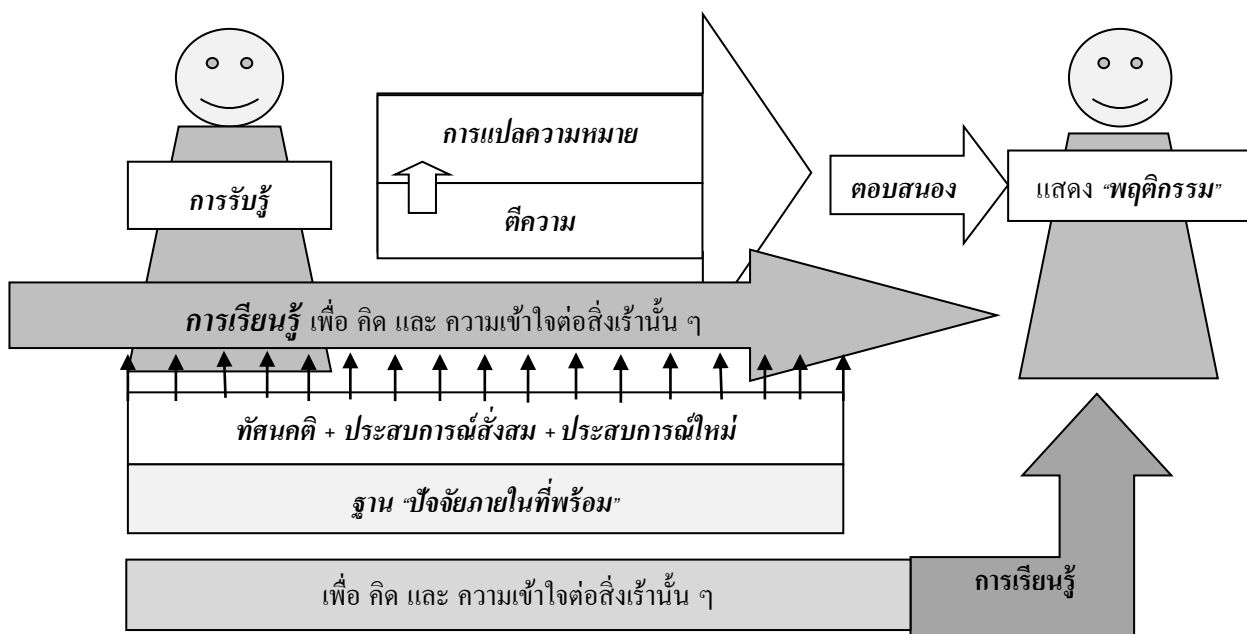 การแปลความหมาย
การรับรู้
ตีความ
ตอบสนอง
แสดง “พฤติกรรม”
การเรียนรู้ เพื่อ คิด และ ความเข้าใจต่อสิ่งเร้านั้น ๆ
ทัศนคติ + ประสบการณ์สั่งสม + ประสบการณ์ใหม่
ฐาน “ปัจจัยภายในที่พร้อม”
เพื่อ คิด และ ความเข้าใจต่อสิ่งเร้านั้น ๆ
การเรียนรู้